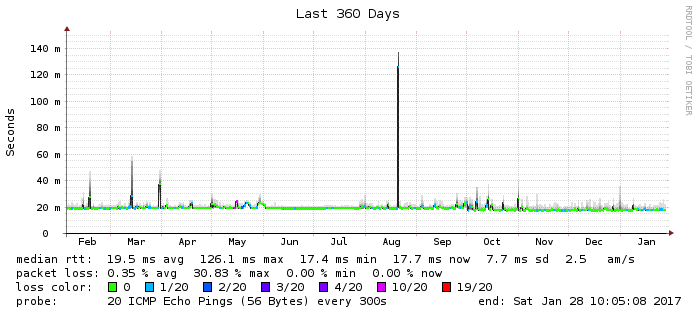 Last 360 Days
RRDTOOL / TOBI OETIKER
Seconds
140 m
120 m
100 m
80 m
60 m
40 m
20 m
0
Feb Mar Apr May Jun Jul Aug Sep Oct Nov Dec Jan
median rtt: 19.5 ms avg 126.1 ms max 17.4 ms min 17.7 ms now 7.7 ms sd 2.5 am/s
packet loss: 0.35 % avg 30.83 % max 0.00 % min 0.00 % now
loss color: 0 1/20 2/20 3/20 4/20 10/20 19/20
probe: 20 ICMP Echo Pings (56 Bytes) every 300s end: Sat Jan 28 10:05:08 2017